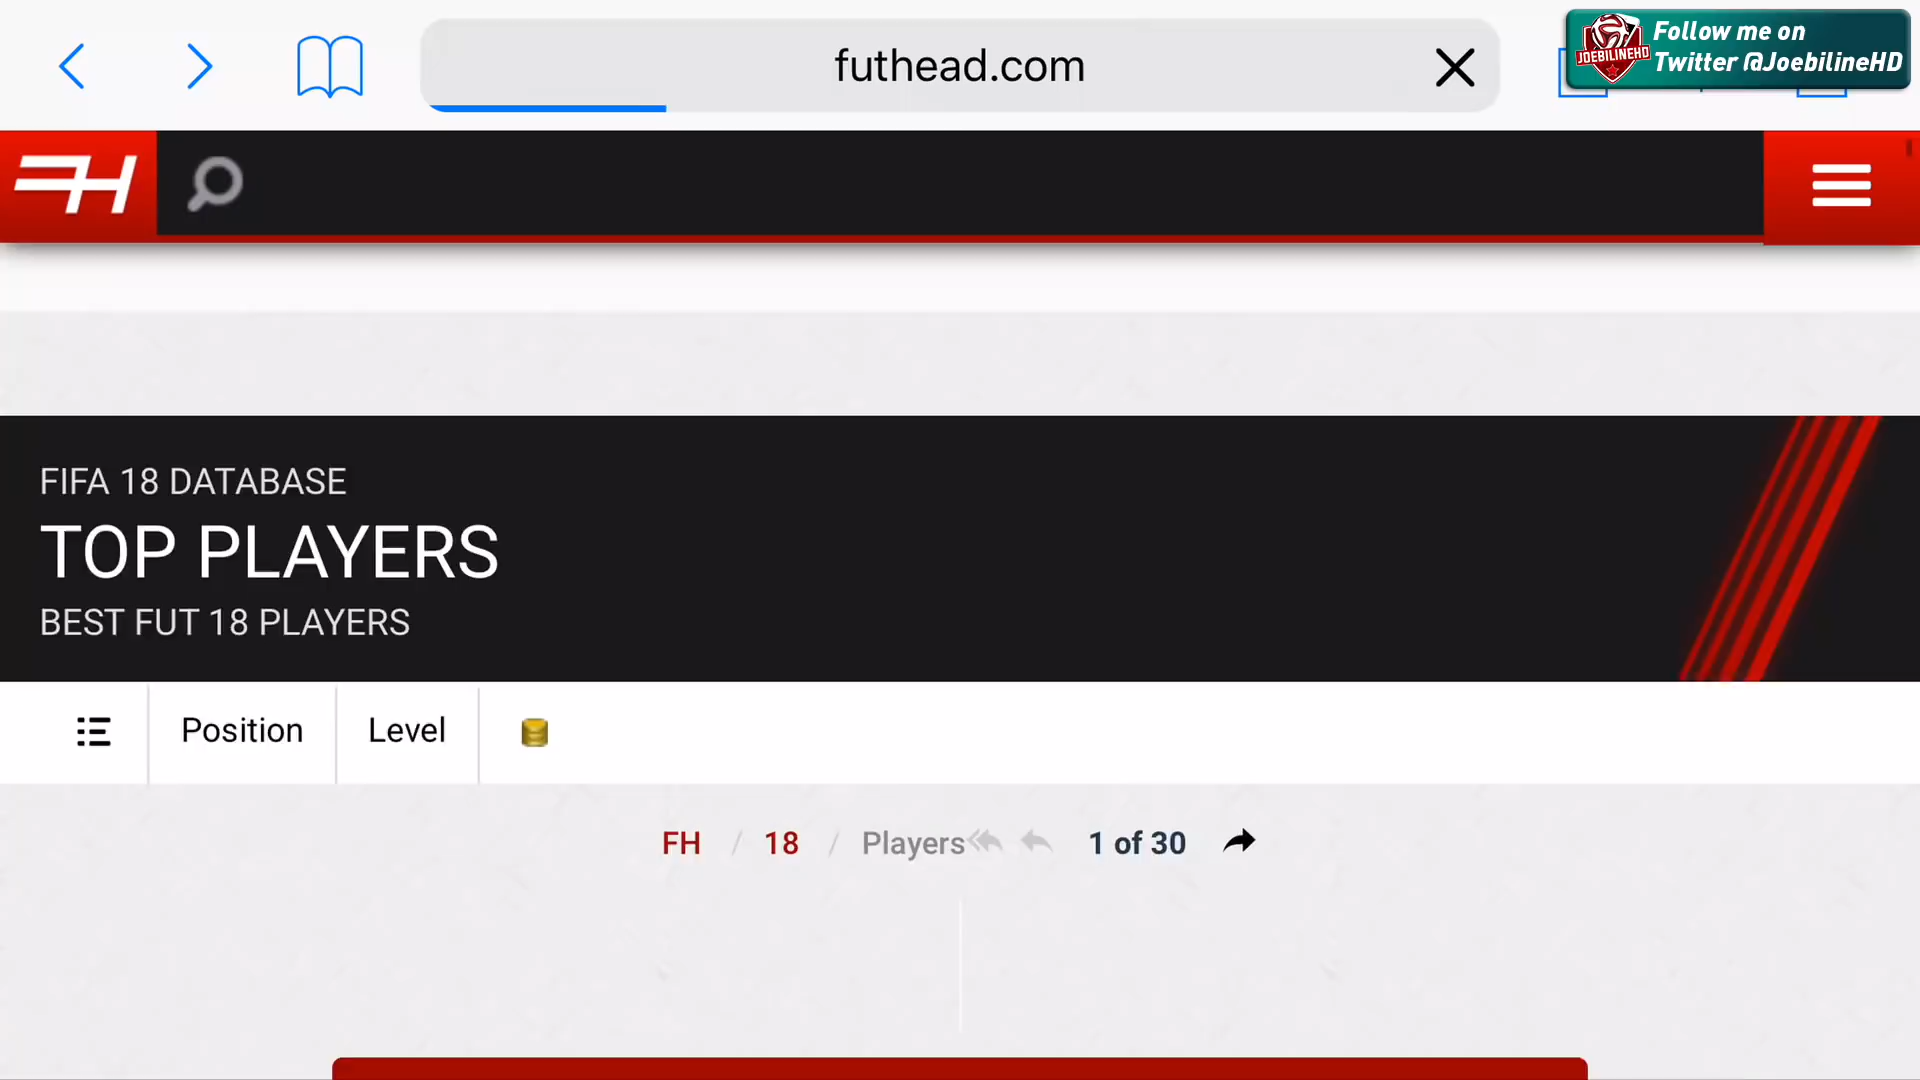 futhead.com
Follow me on
Twitter @JoebilineHD
JOEBILINEHD
FH
FIFA 18 DATABASE
TOP PLAYERS
BEST FUT 18 PLAYERS
Position
Level
FH / 18 / Players
1 of 30